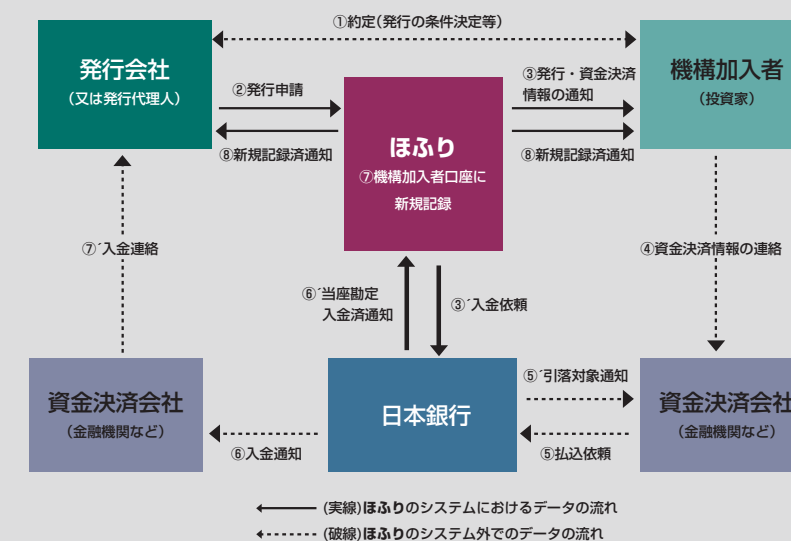 ①約定(発行の条件決定等)
発行会社
(又は発行代理人)
②発行申請
⑧新規記録済通知
ほふり
⑦機構加入者口座に
新規記録
③発行・資金決済
情報の通知
⑧新規記録済通知
機構加入者
(投資家)
⑦´入金連絡
⑥´当座勘定
入金済通知
③´入金依頼
④資金決済情報の連絡
資金決済会社
(金融機関など)
⑥入金通知
日本銀行
⑤´引落対象通知
⑤払込依頼
資金決済会社
(金融機関など)
(実線)ほふりのシステムにおけるデータの流れ
(破線)ほふりのシステム外でのデータの流れ